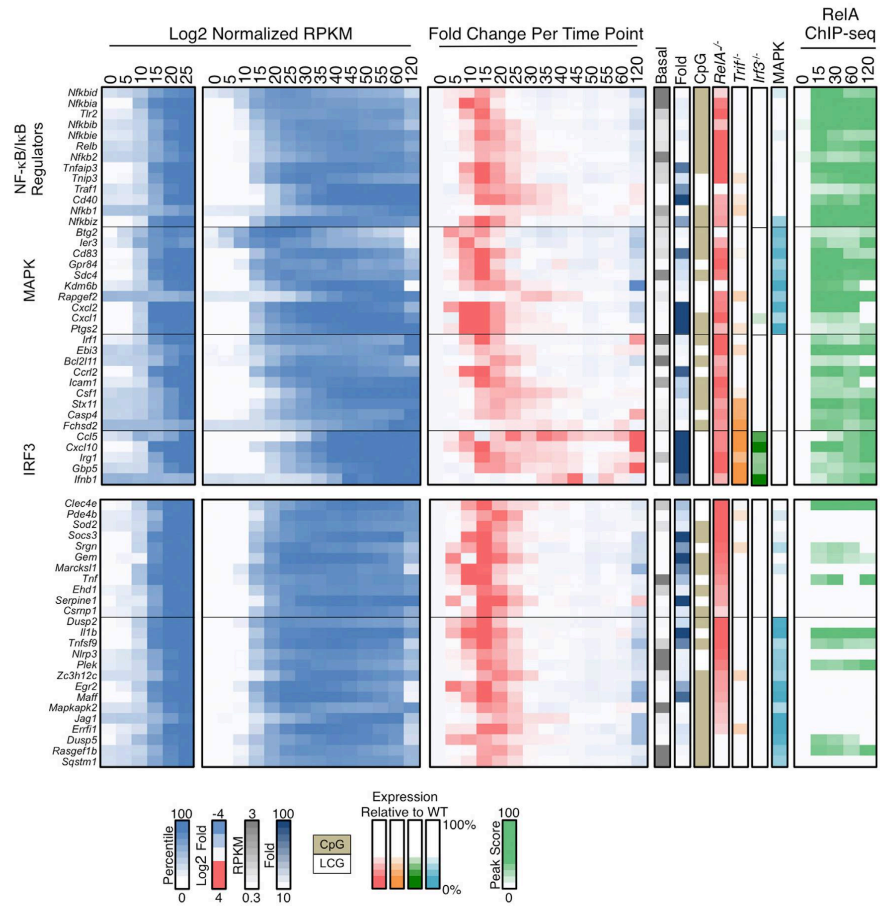 Log2 Normalized RPKM
Fold Change Per Time Point
RelA
ChIP-seq
0 5 10 15 20 25
0 5 10 15 20 25 30 35 40 45 50 55 60 120
0 5 10 15 20 25 30 35 40 45 50 55 60 120
Basal
Fold
CpG
RelA-/-
Trif-/-
Irf3-/-
MAPK
0 15 30 60 120
NF-κB/IκB
Regulators
Nfkbid
Nfkbia
Tlr2
Nfkbib
Nfkbie
Relb
Nfkb2
Tnfaip3
Tnip3
Traf1
Cd40
Nfkb1
Nfkbiz
MAPK
Btg2
Ier3
Cd83
Gpr84
Sdc4
Kdm6b
Rapgef2
Cxcl2
Cxcl1
Ptgs2
Irf1
Ebi3
Bcl2l11
Ccrl2
Icam1
Csf1
Stx11
Casp4
Fchsd2
IRF3
Ccl5
Cxcl10
Irg1
Gbp5
Ifnb1
Clec4e
Pde4b
Sod2
Socs3
Srgn
Gem
Marcksl1
Tnf
Ehd1
Serpine1
Csrnp1
Dusp2
Il1b
Tnfsf9
Nlrp3
Plek
Zc3h12c
Egr2
Maff
Mapkapk2
Jag1
Errfi1
Dusp5
Rasgef1b
Sqstm1
100
Percentile
0
-4
Log2 Fold
4
3
RPKM
0.3
100
Fold
10
CpG
LCG
Expression
Relative to WT
100%
0%
100
Peak Score
0